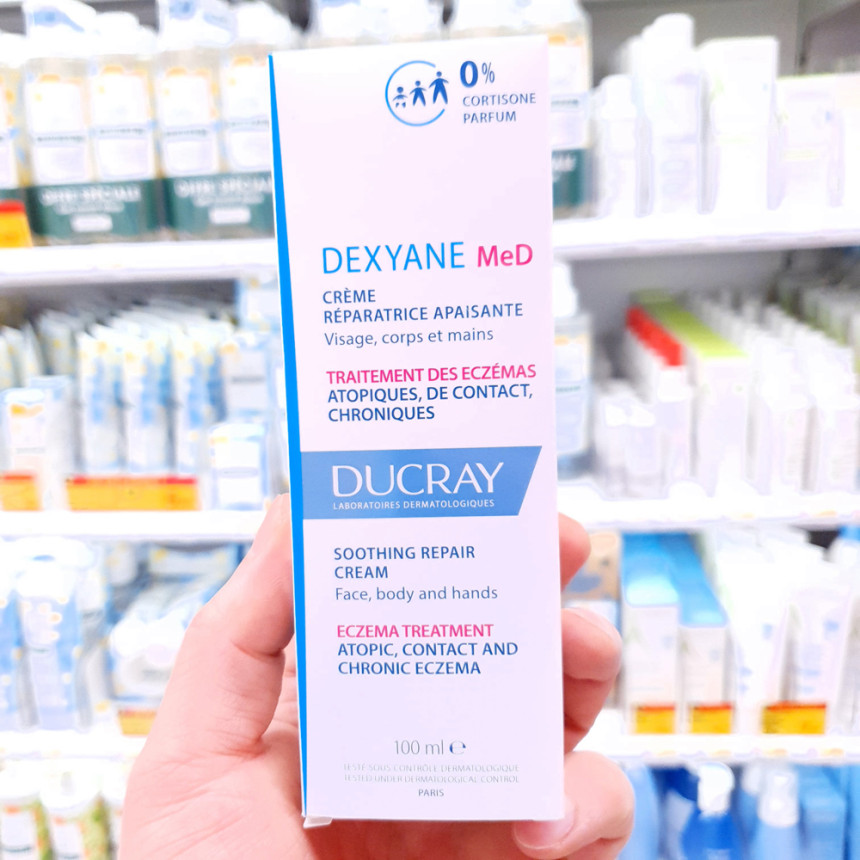 0%
CORTISONE
PARFUM
DEXYANE MeD
CRÈME
RÉPARATRICE APAISANTE
Visage, corps et mains
TRAITEMENT DES ECZÉMAS
ATOPIQUES, DE CONTACT,
CHRONIQUES
DUCRAY
LABORATOIRES DERMATOLOGIQUES
SOOTHING REPAIR
CREAM
Face, body and hands
ECZEMA TREATMENT
ATOPIC, CONTACT AND
CHRONIC ECZEMA
100 ml ℮
TESTÉ SOUS CONTRÔLE DERMATOLOGIQUE
TESTED UNDER DERMATOLOGICAL CONTROL
PARIS